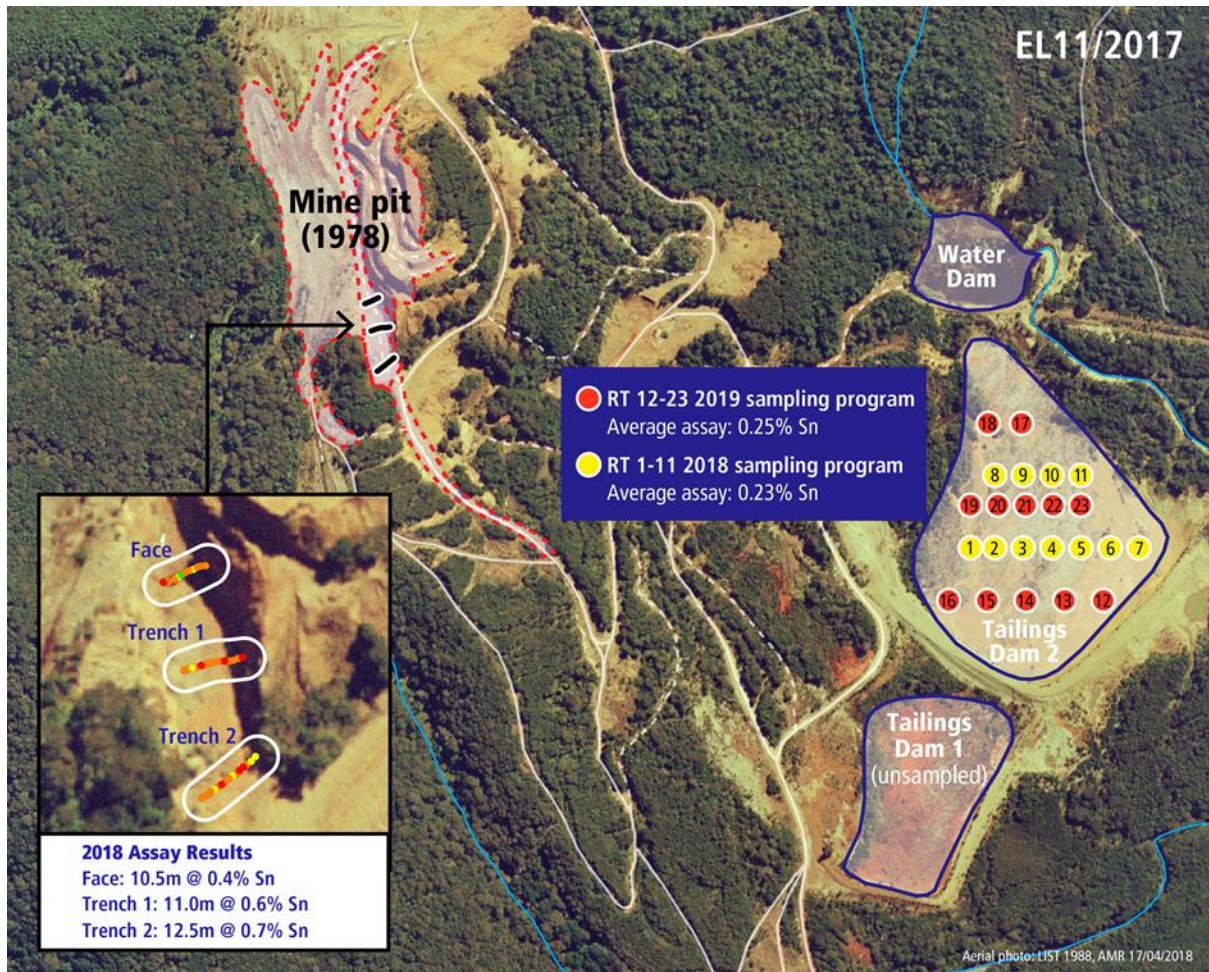 EL11/2017
Mine pit
(1978)
Water
Dam
RT 12-23 2019 sampling program
Average assay: 0.25% Sn
RT 1-11 2018 sampling program
Average assay: 0.23% Sn
18 17
8 9 10 11
19 20 21 22 23
1 2 3 4 5 6 7
16 15 14 13 12
Tailings
Dam 2
Tailings
Dam 1
(unsampled)
Face
Trench 1
Trench 2
2018 Assay Results
Face: 10.5m @ 0.4% Sn
Trench 1: 11.0m @ 0.6% Sn
Trench 2: 12.5m @ 0.7% Sn
Aerial photo: LIST 1988, AMR 17/04/2018